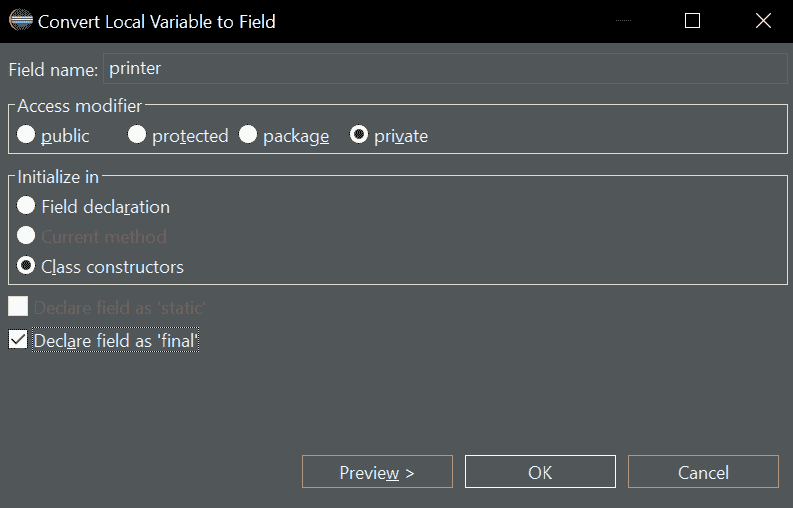 Convert Local Variable to Field
Field name: printer
Access modifier
public protected package private
Initialize in
Field declaration
Current method
Class constructors
Declare field as 'static'
Declare field as 'final'
Preview > OK Cancel